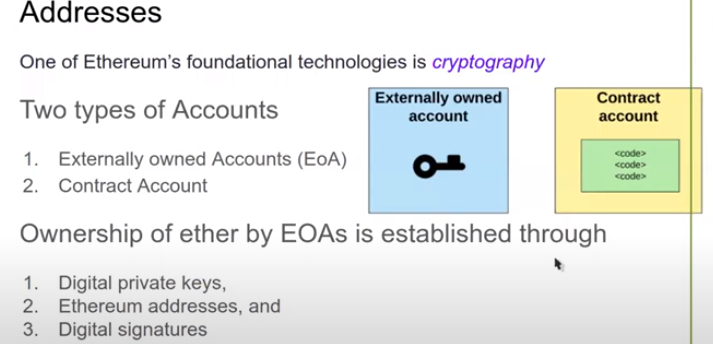 Addresses
One of Ethereum's foundational technologies is cryptography
Two types of Accounts
1. Externally owned Accounts (EoA)
2. Contract Account
Externally owned
account
Contract
account
<code>
<code>
<code>
Ownership of ether by EOAs is established through
1. Digital private keys,
2. Ethereum addresses, and
3. Digital signatures